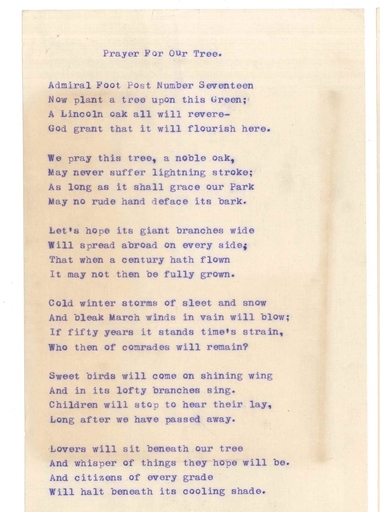 Prayer For Our Tree.
Admiral Foot Post Number Seventeen
Now plant a tree upon this Green;
A Lincoln oak all will revere-
God grant that it will flourish here.
We pray this tree, a noble oak,
May never suffer lightning stroke;
As long as it shall grace our Park
May no rude hand deface its bark.
Let's hope its giant branches wide
Will spread abroad on every side;
That when a century hath flown
It may not then be fully grown.
Cold winter storms of sleet and snow
And bleak March winds in vain will blow;
If fifty years it stands time's strain,
Who then of comrades will remain?
Sweet birds will come on shining wing
And in its lofty branches sing.
Children will stop to hear their lay,
Long after we have passed away.
Lovers will sit beneath our tree
And whisper of things they hope will be.
And citizens of every grade
Will halt beneath its cooling shade.